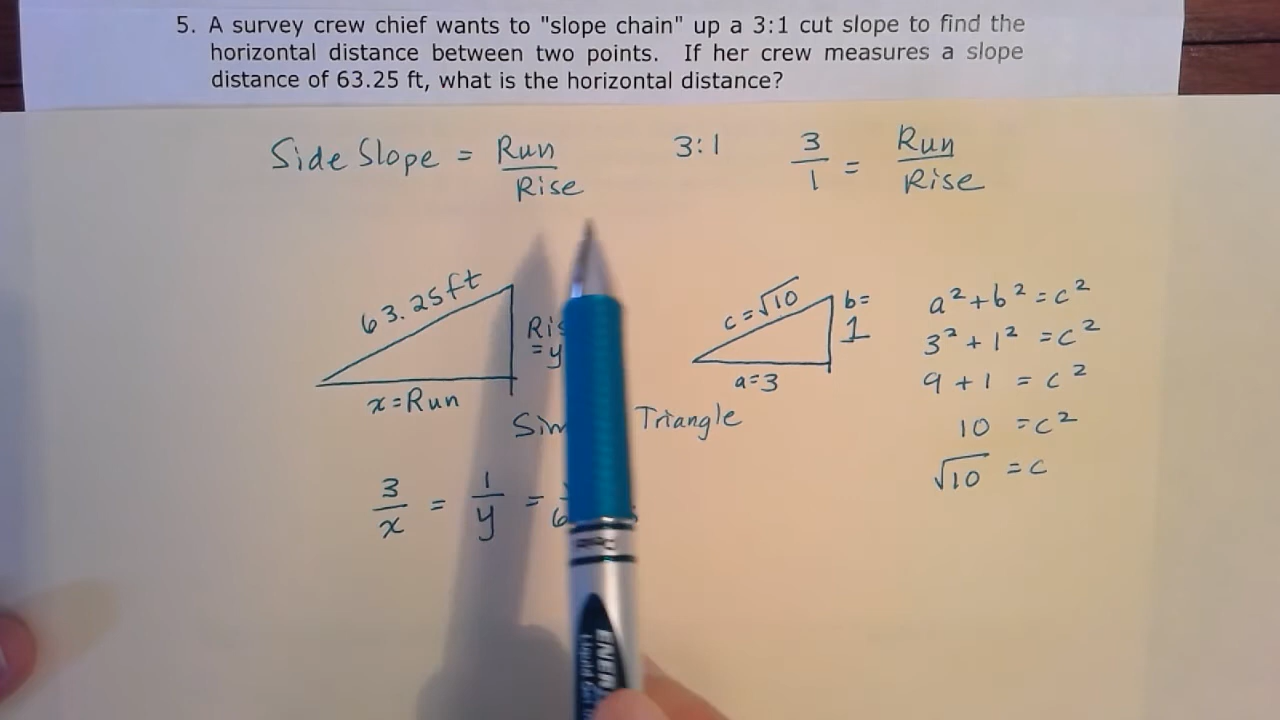 5. A survey crew chief wants to "slope chain" up a 3:1 cut slope to find the
horizontal distance between two points. If her crew measures a slope
distance of 63.25 ft, what is the horizontal distance?
Side Slope = Run / Rise 3:1 3/1 = Run / Rise
63.25ft
x=Run
c=√10
b=
1
a=3
Triangle
a²+b²=c²
3²+1²=c²
9+1=c²
10=c²
√10=c
3/x = 1/y =